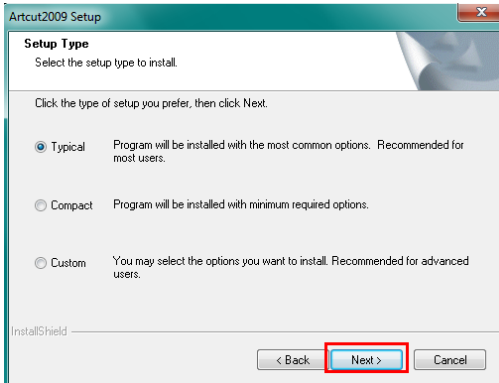 Artcut2009 Setup
Setup Type
Select the setup type to install.
Click the type of setup you prefer, then click Next.
Typical
Program will be installed with the most common options. Recommended for
most users.
Compact
Program will be installed with minimum required options.
Custom
You may select the options you want to install. Recommended for advanced
users.
InstallShield
< Back
Next >
Cancel